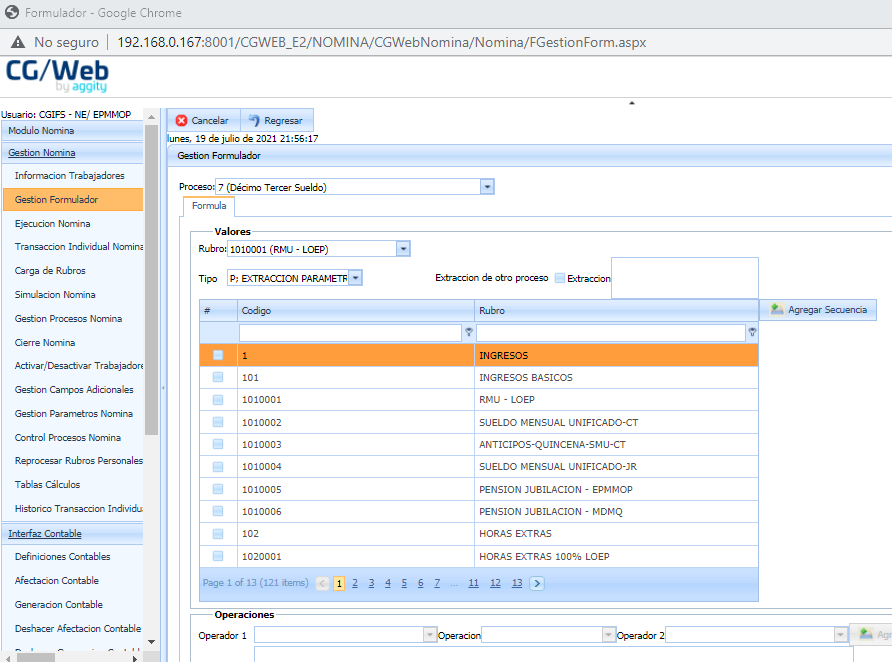 Formulador - Google Chrome
No seguro | 192.168.0.167:8001/CGWEB_E2/NOMINA/CGWebNomina/Nomina/FGestionForm.aspx
CG/Web
by aggity
Usuario: CGIFS - NE/ EPMMOP
Modulo Nomina
Gestion Nomina
Informacion Trabajadores
Gestion Formulador
Ejecucion Nomina
Transaccion Individual Nomina
Carga de Rubros
Simulacion Nomina
Gestion Procesos Nomina
Cierre Nomina
Activar/Desactivar Trabajadore
Gestion Campos Adicionales
Gestion Parametros Nomina
Control Procesos Nomina
Reprocesar Rubros Personales
Tablas Cálculos
Historico Transaccion Individu
Interfaz Contable
Definiciones Contables
Afectacion Contable
Generacion Contable
Deshacer Afectacion Contable
Cancelar Regresar
lunes, 19 de julio de 2021 21:56:17
Gestion Formulador
Proceso: 7 (Décimo Tercer Sueldo)
Formula
Valores
Rubro: 1010001 (RMU - LOEP)
Tipo P; EXTRACCION PARAMETR Extraccion de otro proceso Extraccion
# Codigo Rubro Agregar Secuencia
1 INGRESOS
101 INGRESOS BASICOS
1010001 RMU - LOEP
1010002 SUELDO MENSUAL UNIFICADO-CT
1010003 ANTICIPOS-QUINCENA-SMU-CT
1010004 SUELDO MENSUAL UNIFICADO-JR
1010005 PENSION JUBILACION - EPMMOP
1010006 PENSION JUBILACION - MDMQ
102 HORAS EXTRAS
1020001 HORAS EXTRAS 100% LOEP
Page 1 of 13 (121 items) < 1 2 3 4 5 6 7 ... 11 12 13 >
Operaciones
Operador 1 Operacion Operador 2 Agr